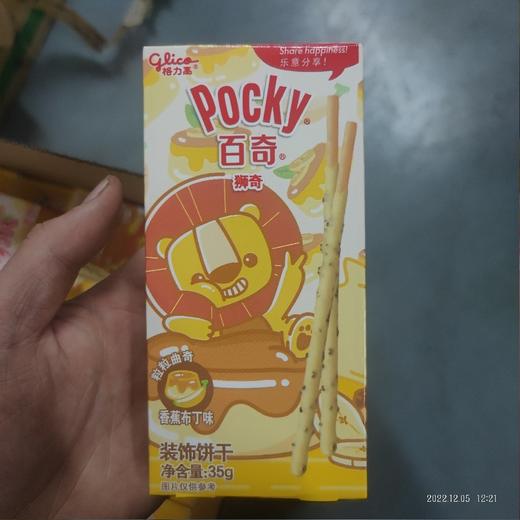 Glico
格力高
Share happiness!
乐意分享！
Pocky®
百奇®
狮奇
粒粒曲奇
香蕉布丁味
装饰饼干
净含量:35g
图片仅供参考
2022.12.05 12:21